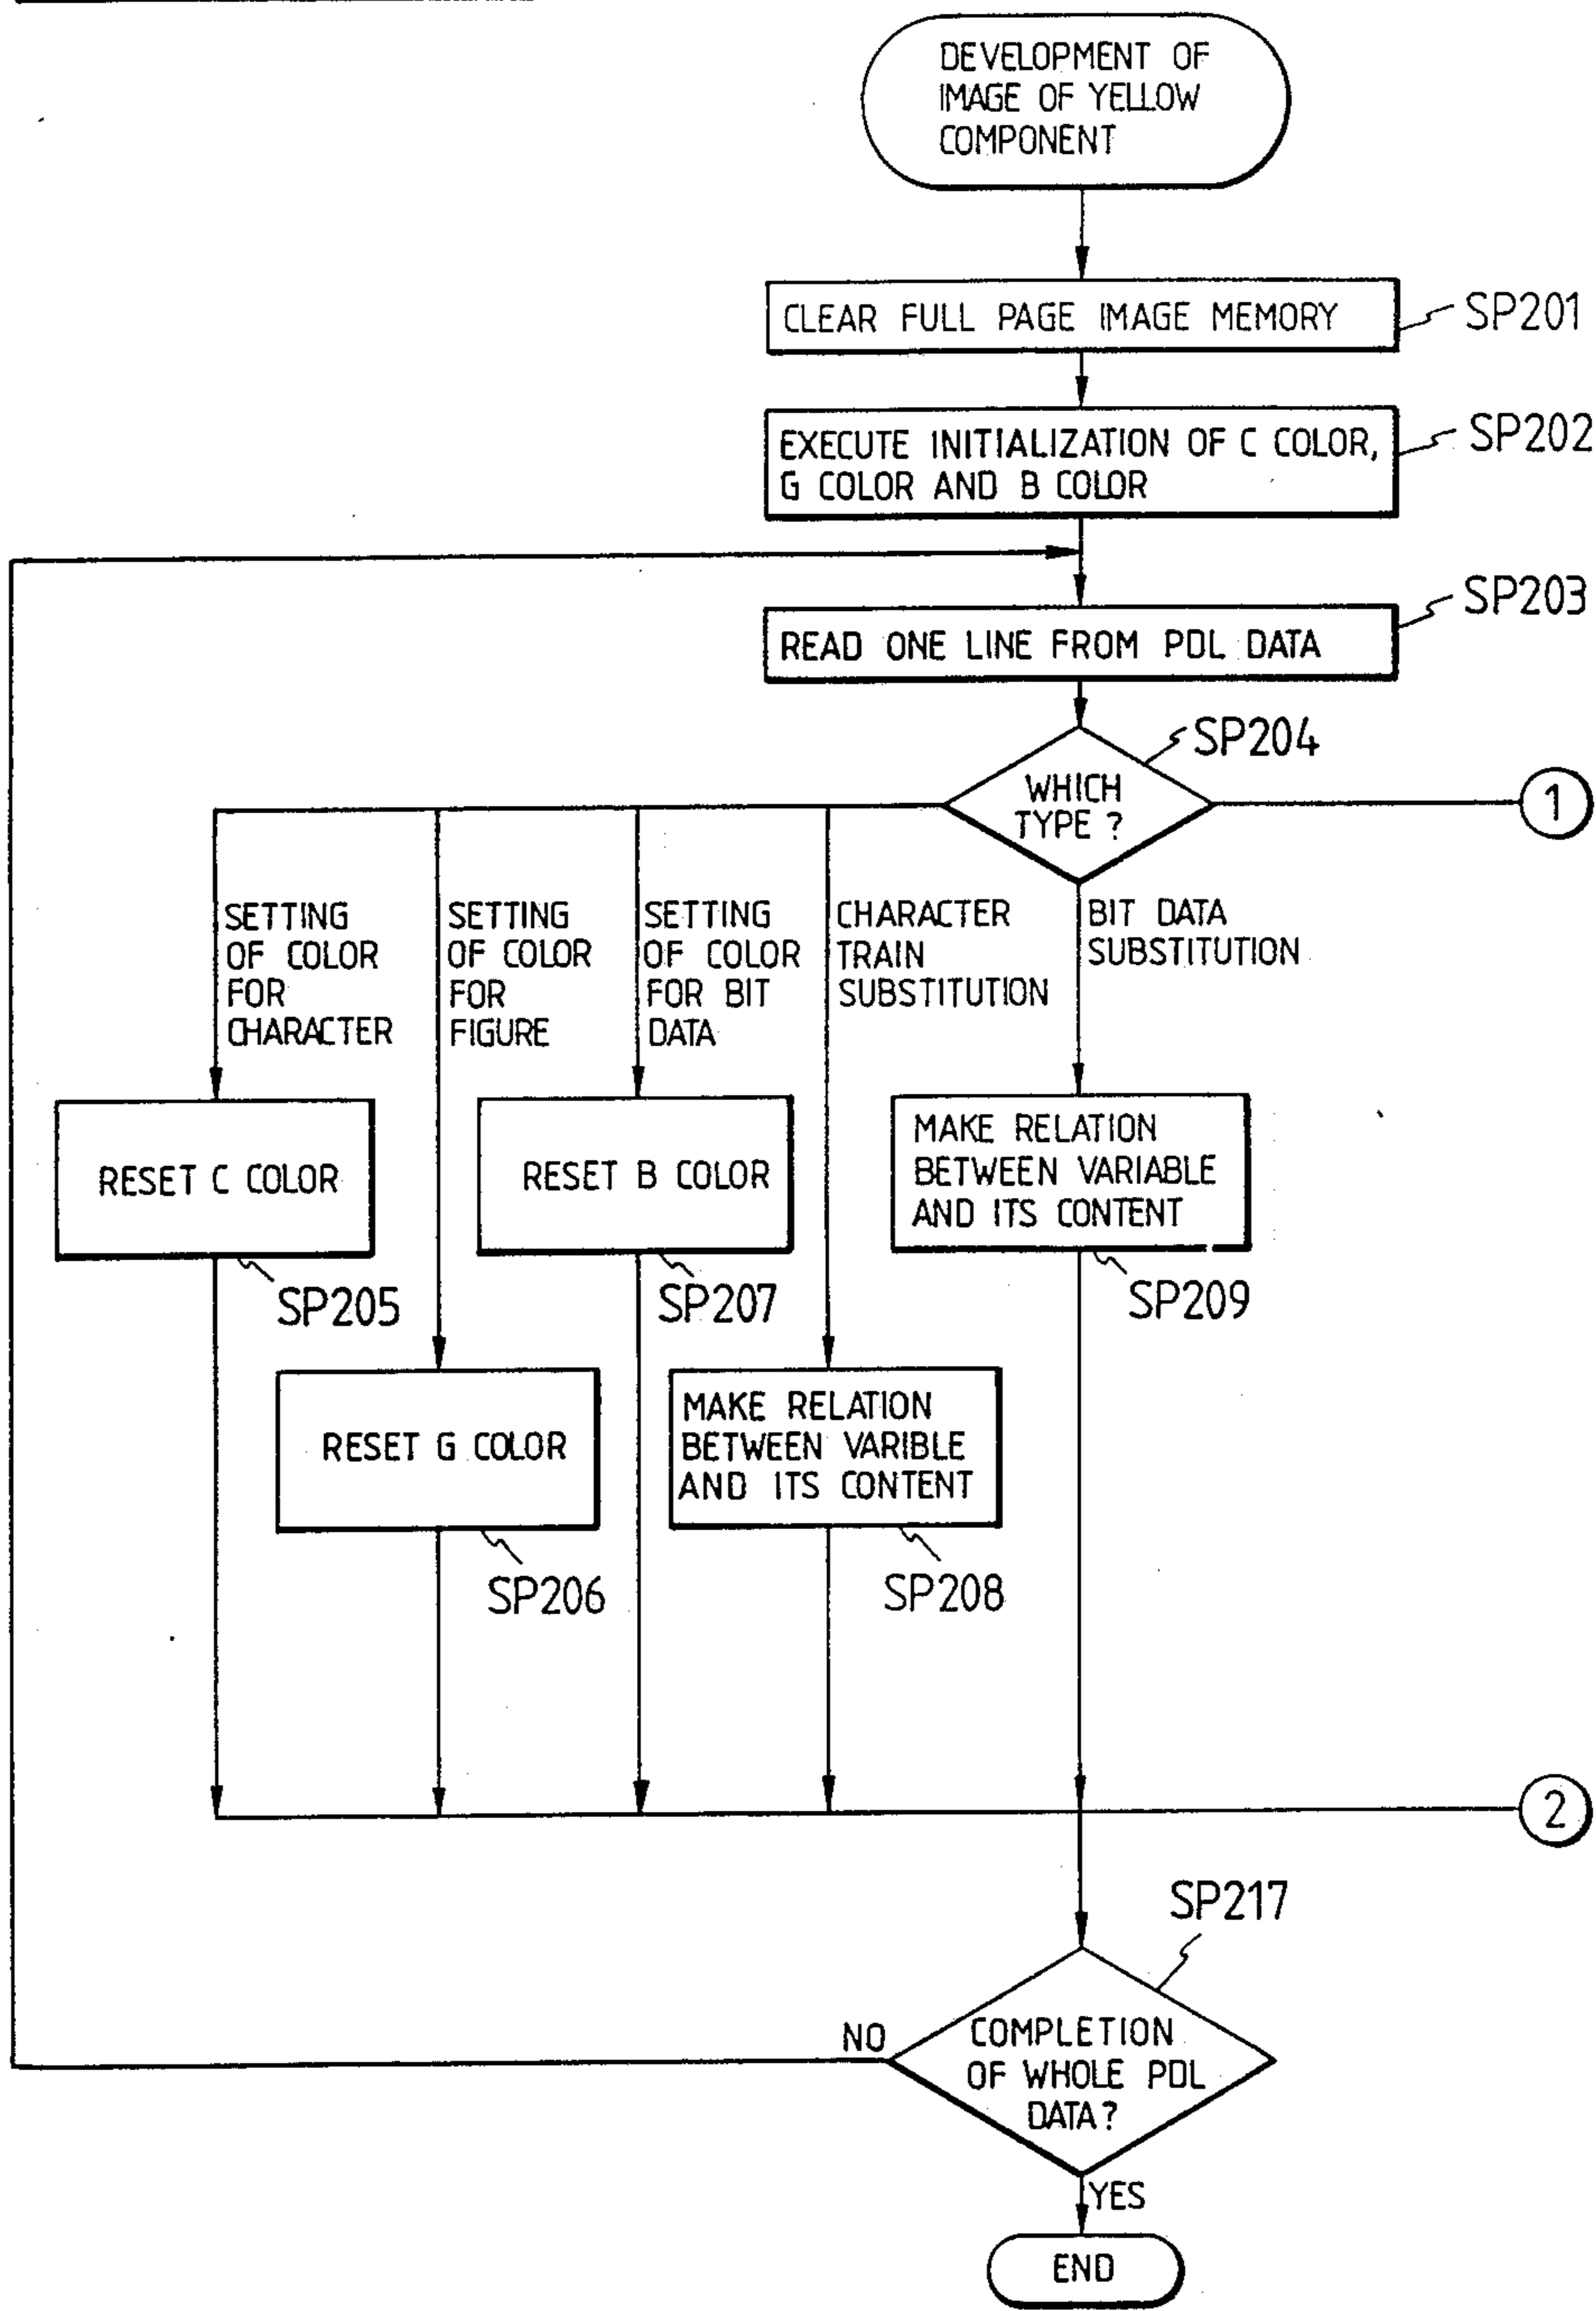 DEVELOPMENT OF
IMAGE OF YELLOW
COMPONENT
CLEAR FULL PAGE IMAGE MEMORY
SP201
EXECUTE INITIALIZATION OF C COLOR,
G COLOR AND B COLOR
SP202
READ ONE LINE FROM PDL DATA
SP203
WHICH
TYPE ?
SP204
1
SETTING
OF COLOR
FOR
CHARACTER
SETTING
OF COLOR
FOR
FIGURE
SETTING
OF COLOR
FOR BIT
DATA
CHARACTER
TRAIN
SUBSTITUTION
BIT DATA
SUBSTITUTION
RESET C COLOR
SP205
RESET B COLOR
SP207
MAKE RELATION
BETWEEN VARIABLE
AND ITS CONTENT
SP209
RESET G COLOR
SP206
MAKE RELATION
BETWEEN VARIBLE
AND ITS CONTENT
SP208
2
SP217
COMPLETION
OF WHOLE PDL
DATA?
NO
YES
END